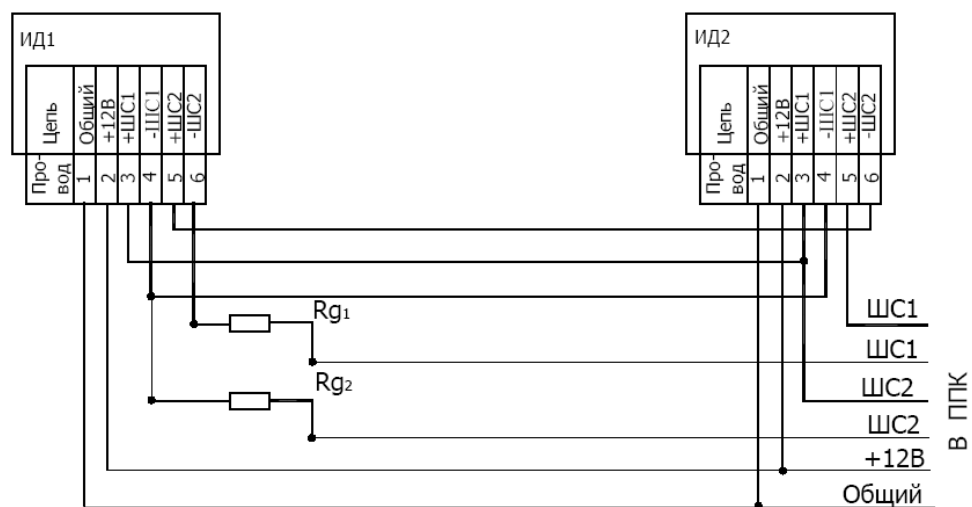 ИД1
Цепь
Общий
+12В
+ШС1
-ШС1
+ШС2
-ШС2
Про-
вод
1
2
3
4
5
6
ИД2
Цепь
Общий
+12В
+ШС1
-ШС1
+ШС2
-ШС2
Про-
вод
1
2
3
4
5
6
Rg1
Rg2
ШС1
ШС1
ШС2
ШС2
+12В
Общий
В ППК